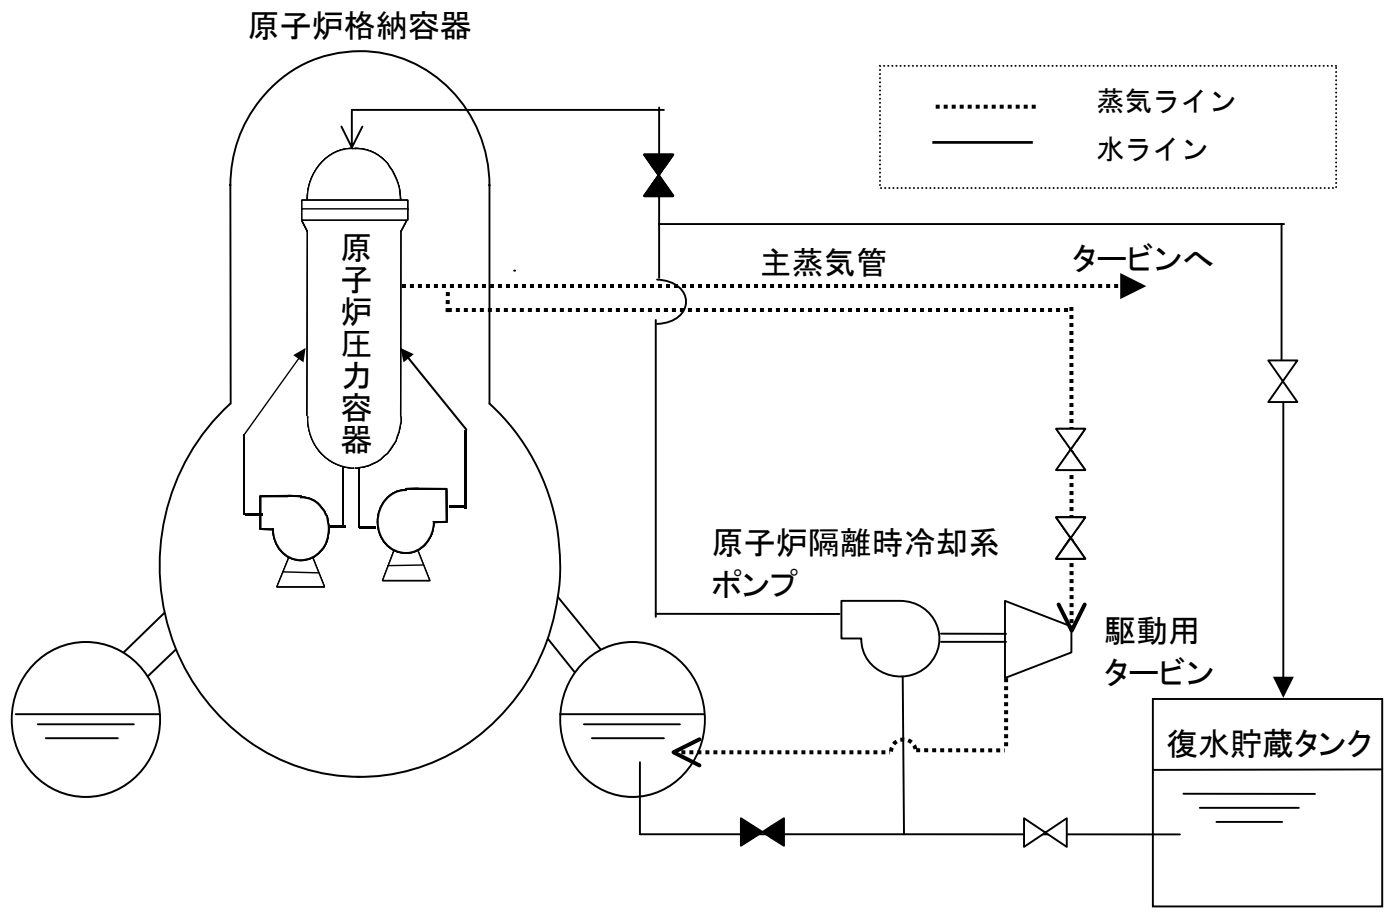 原子炉格納容器
蒸気ライン
水ライン
主蒸気管
タービンへ
原子炉圧力容器
原子炉隔離時冷却系
ポンプ
駆動用
タービン
復水貯蔵タンク